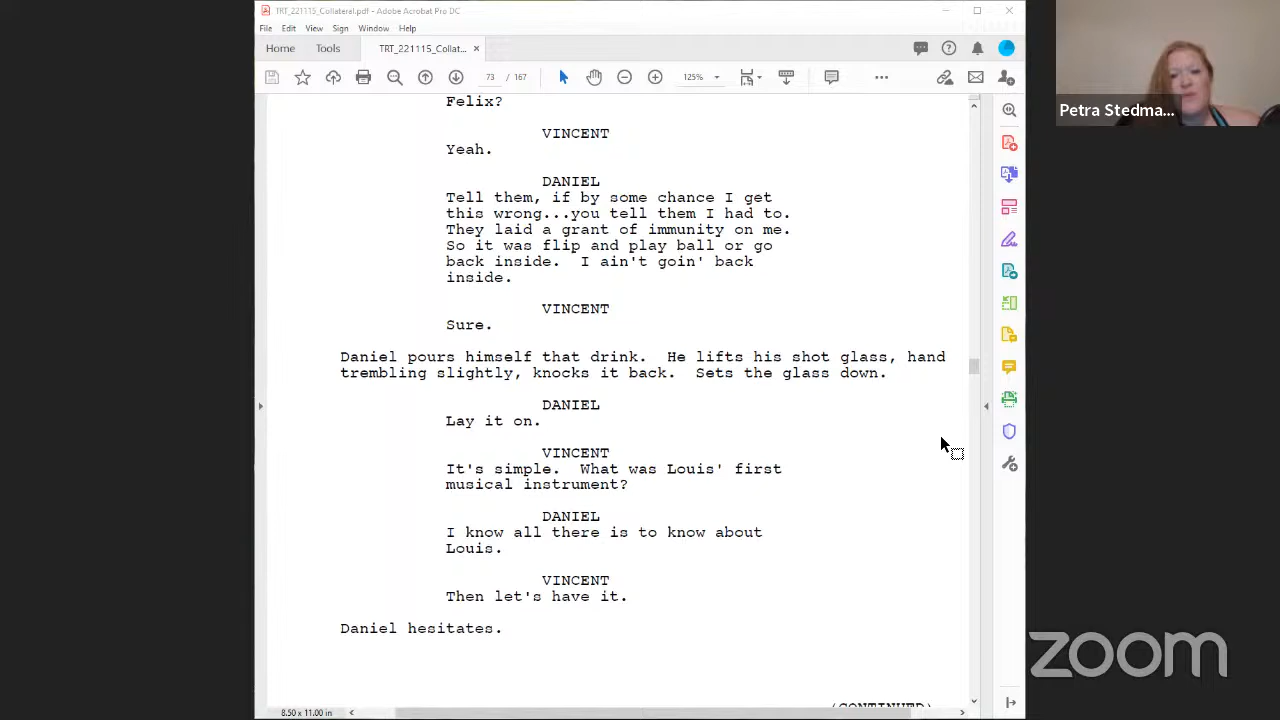 TRT_221115_Collateral.pdf - Adobe Acrobat Pro DC
File Edit View Sign Window Help
Home Tools TRT_221115_Collat... ×
73 / 167 125%
Felix?
VINCENT
Yeah.
DANIEL
Tell them, if by some chance I get
this wrong...you tell them I had to.
They laid a grant of immunity on me.
So it was flip and play ball or go
back inside. I ain't goin' back
inside.
VINCENT
Sure.
Daniel pours himself that drink. He lifts his shot glass, hand
trembling slightly, knocks it back. Sets the glass down.
DANIEL
Lay it on.
VINCENT
It's simple. What was Louis' first
musical instrument?
DANIEL
I know all there is to know about
Louis.
VINCENT
Then let's have it.
Daniel hesitates.
(CONTINUED)
8.50 x 11.00 in
Petra Stedma...
zoom